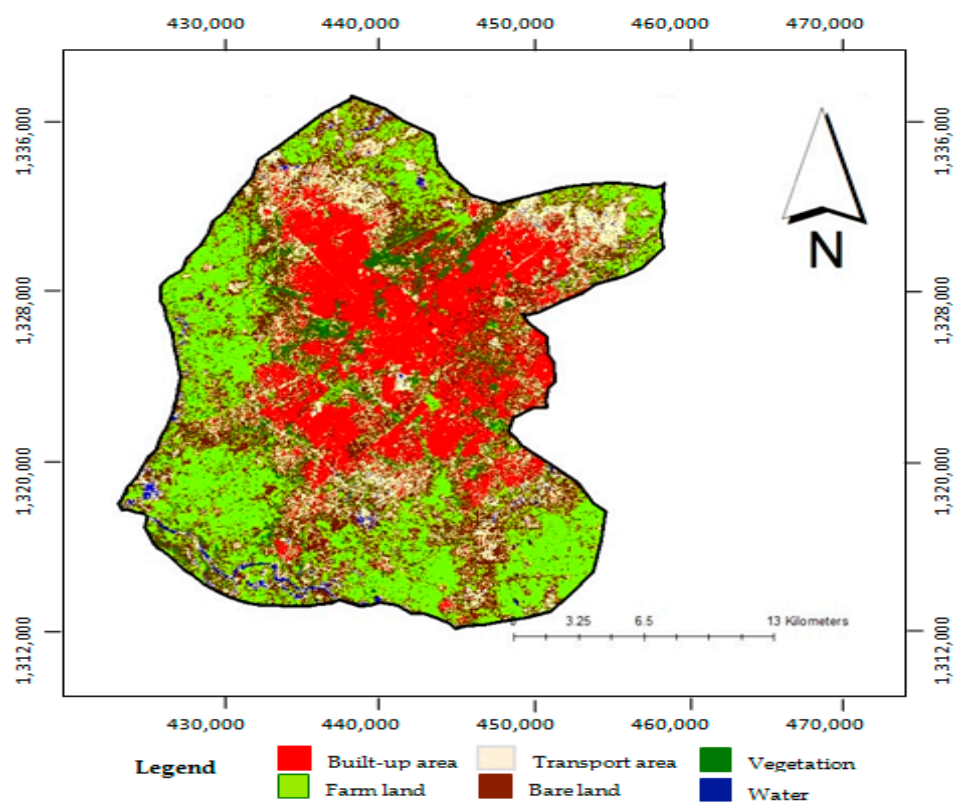 430,000 440,000 450,000 460,000 470,000
1,336,000 1,336,000
N
1,328,000 1,328,000
1,320,000 1,320,000
3.25 6.5 13 Kilometers
1,312,000 1,312,000
430,000 440,000 450,000 460,000 470,000
Legend
Built-up area Transport area Vegetation
Farm land Bare land Water